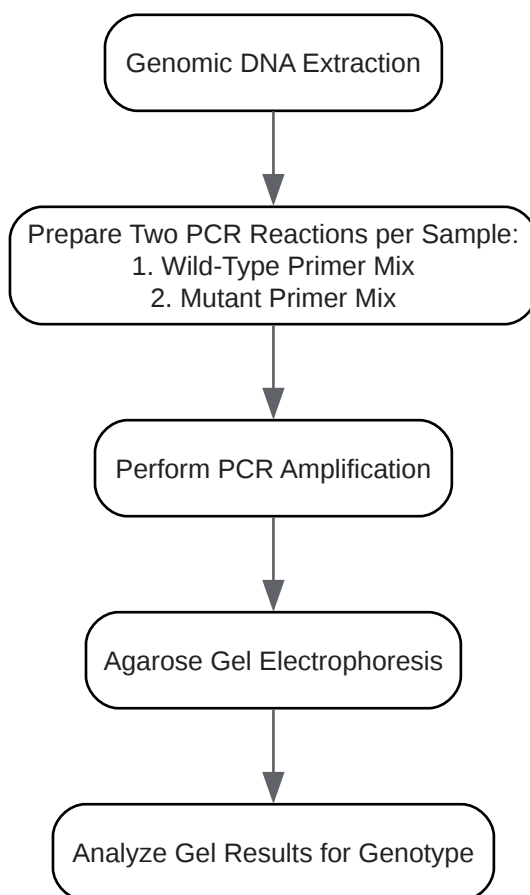 Genomic DNA Extraction
Prepare Two PCR Reactions per Sample:
1. Wild-Type Primer Mix
2. Mutant Primer Mix
Perform PCR Amplification
Agarose Gel Electrophoresis
Analyze Gel Results for Genotype